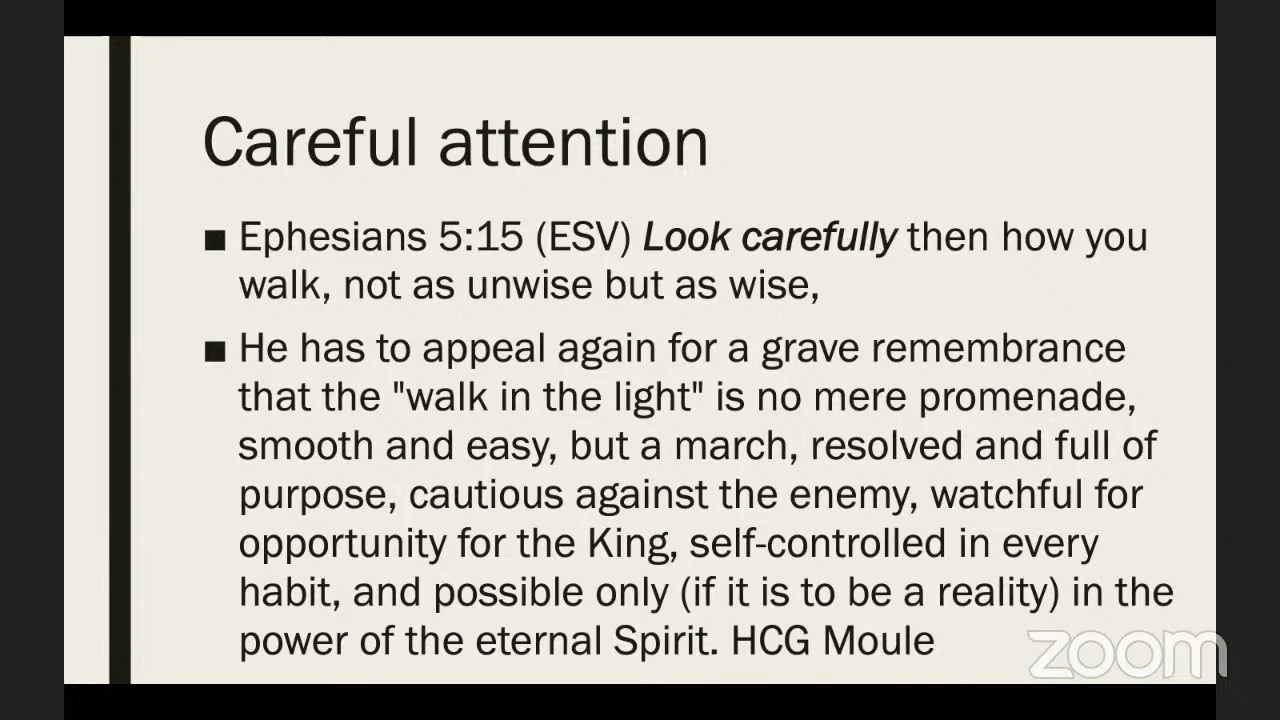 Careful attention
■ Ephesians 5:15 (ESV) Look carefully then how you
walk, not as unwise but as wise,
■ He has to appeal again for a grave remembrance
that the "walk in the light" is no mere promenade,
smooth and easy, but a march, resolved and full of
purpose, cautious against the enemy, watchful for
opportunity for the King, self-controlled in every
habit, and possible only (if it is to be a reality) in the
power of the eternal Spirit. HCG Moule
zoom